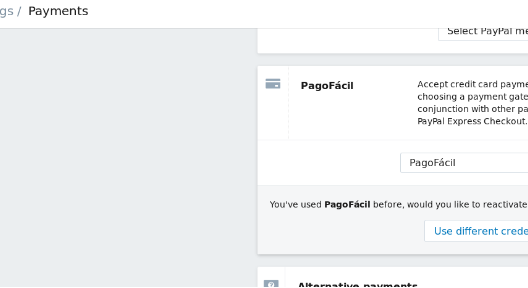 gs / Payments
Select PayPal me
PagoFácil
Accept credit card payme
choosing a payment gate
conjunction with other pa
PayPal Express Checkout.
PagoFácil
You've used PagoFácil before, would you like to reactivate
Use different crede
Alternative payments